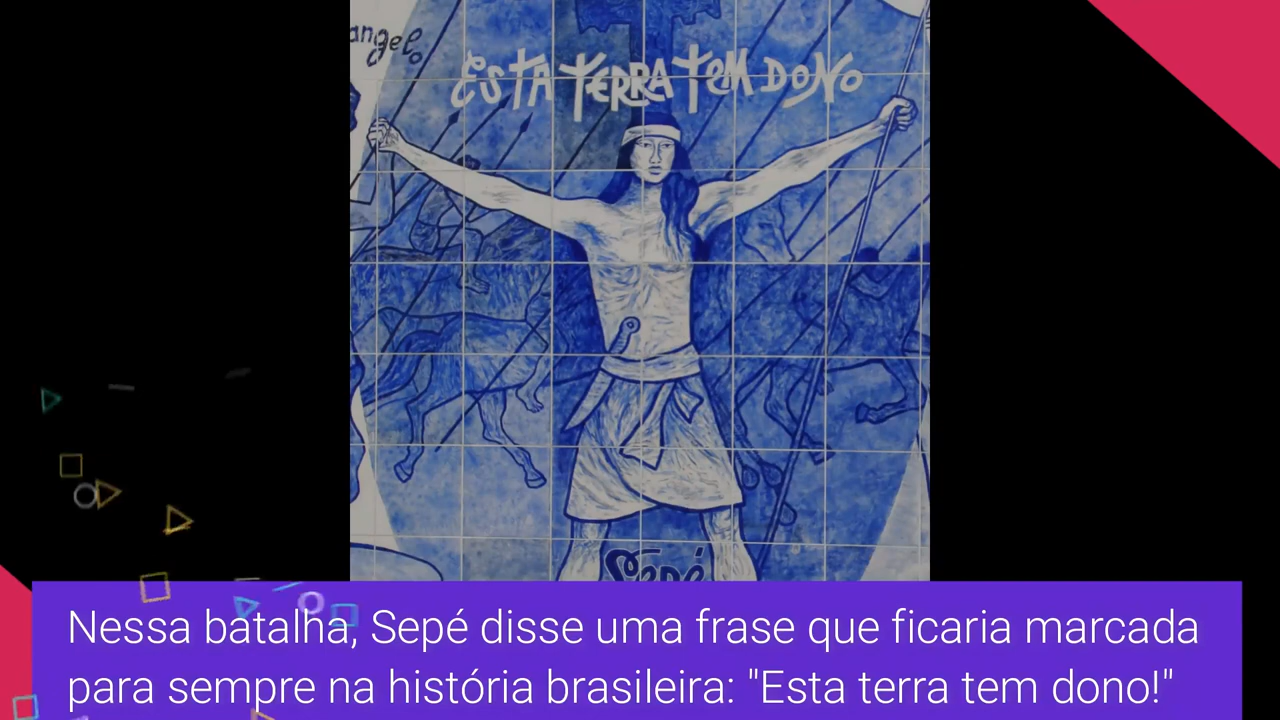 angelo
ESTA TERRA TEM DONO
Sepé
Nessa batalha, Sepé disse uma frase que ficaria marcada
para sempre na história brasileira: "Esta terra tem dono!"